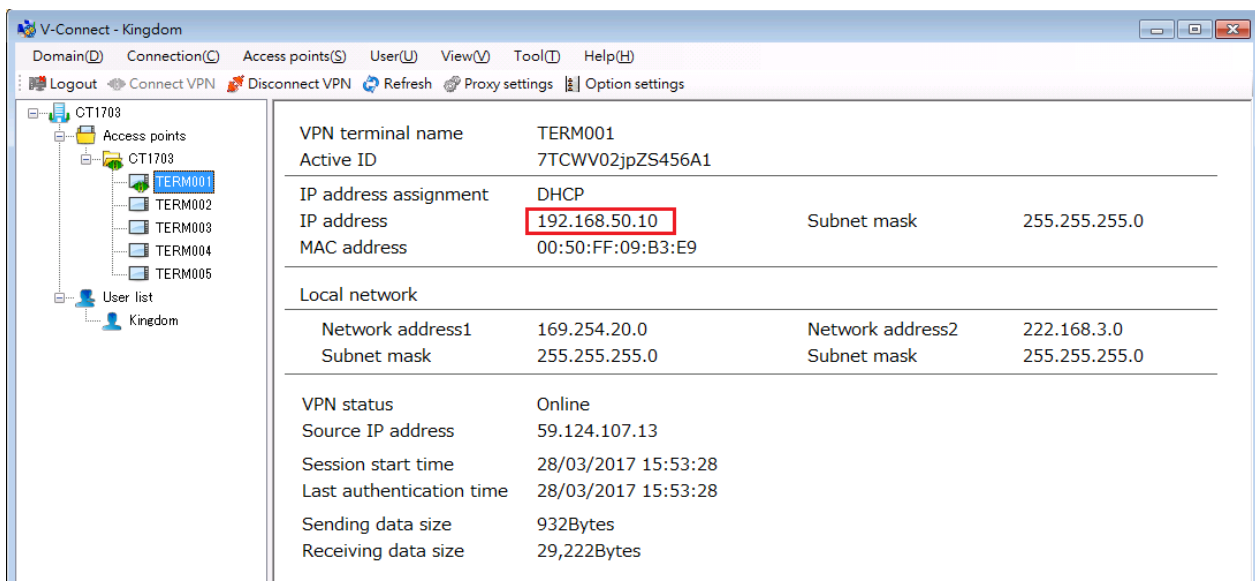 V-Connect - Kingdom
Domain(D) Connection(C) Access points(S) User(U) View(V) Tool(T) Help(H)
Logout Connect VPN Disconnect VPN Refresh Proxy settings Option settings
CT1703
Access points
CT1703
TERM001
TERM002
TERM003
TERM004
TERM005
User list
Kingdom
VPN terminal name TERM001
Active ID 7TCWV02jpZS456A1
IP address assignment DHCP
IP address 192.168.50.10 Subnet mask 255.255.255.0
MAC address 00:50:FF:09:B3:E9
Local network
Network address1 169.254.20.0 Network address2 222.168.3.0
Subnet mask 255.255.255.0 Subnet mask 255.255.255.0
VPN status Online
Source IP address 59.124.107.13
Session start time 28/03/2017 15:53:28
Last authentication time 28/03/2017 15:53:28
Sending data size 932Bytes
Receiving data size 29,222Bytes